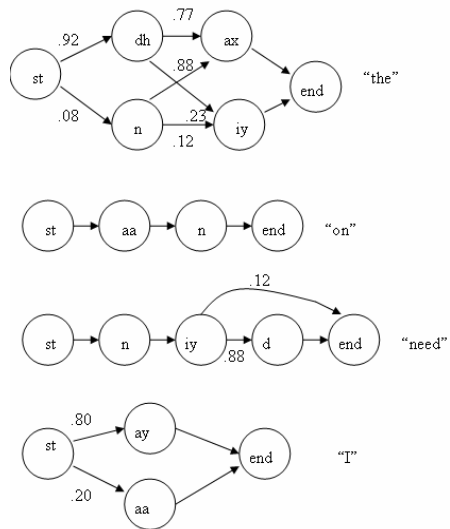 .92 dh .77 ax
st .88 end "the"
.08 n .23 iy
.12
st aa n end "on"
.12
st n iy d end "need"
.88
.80 ay
st end "I"
.20 aa